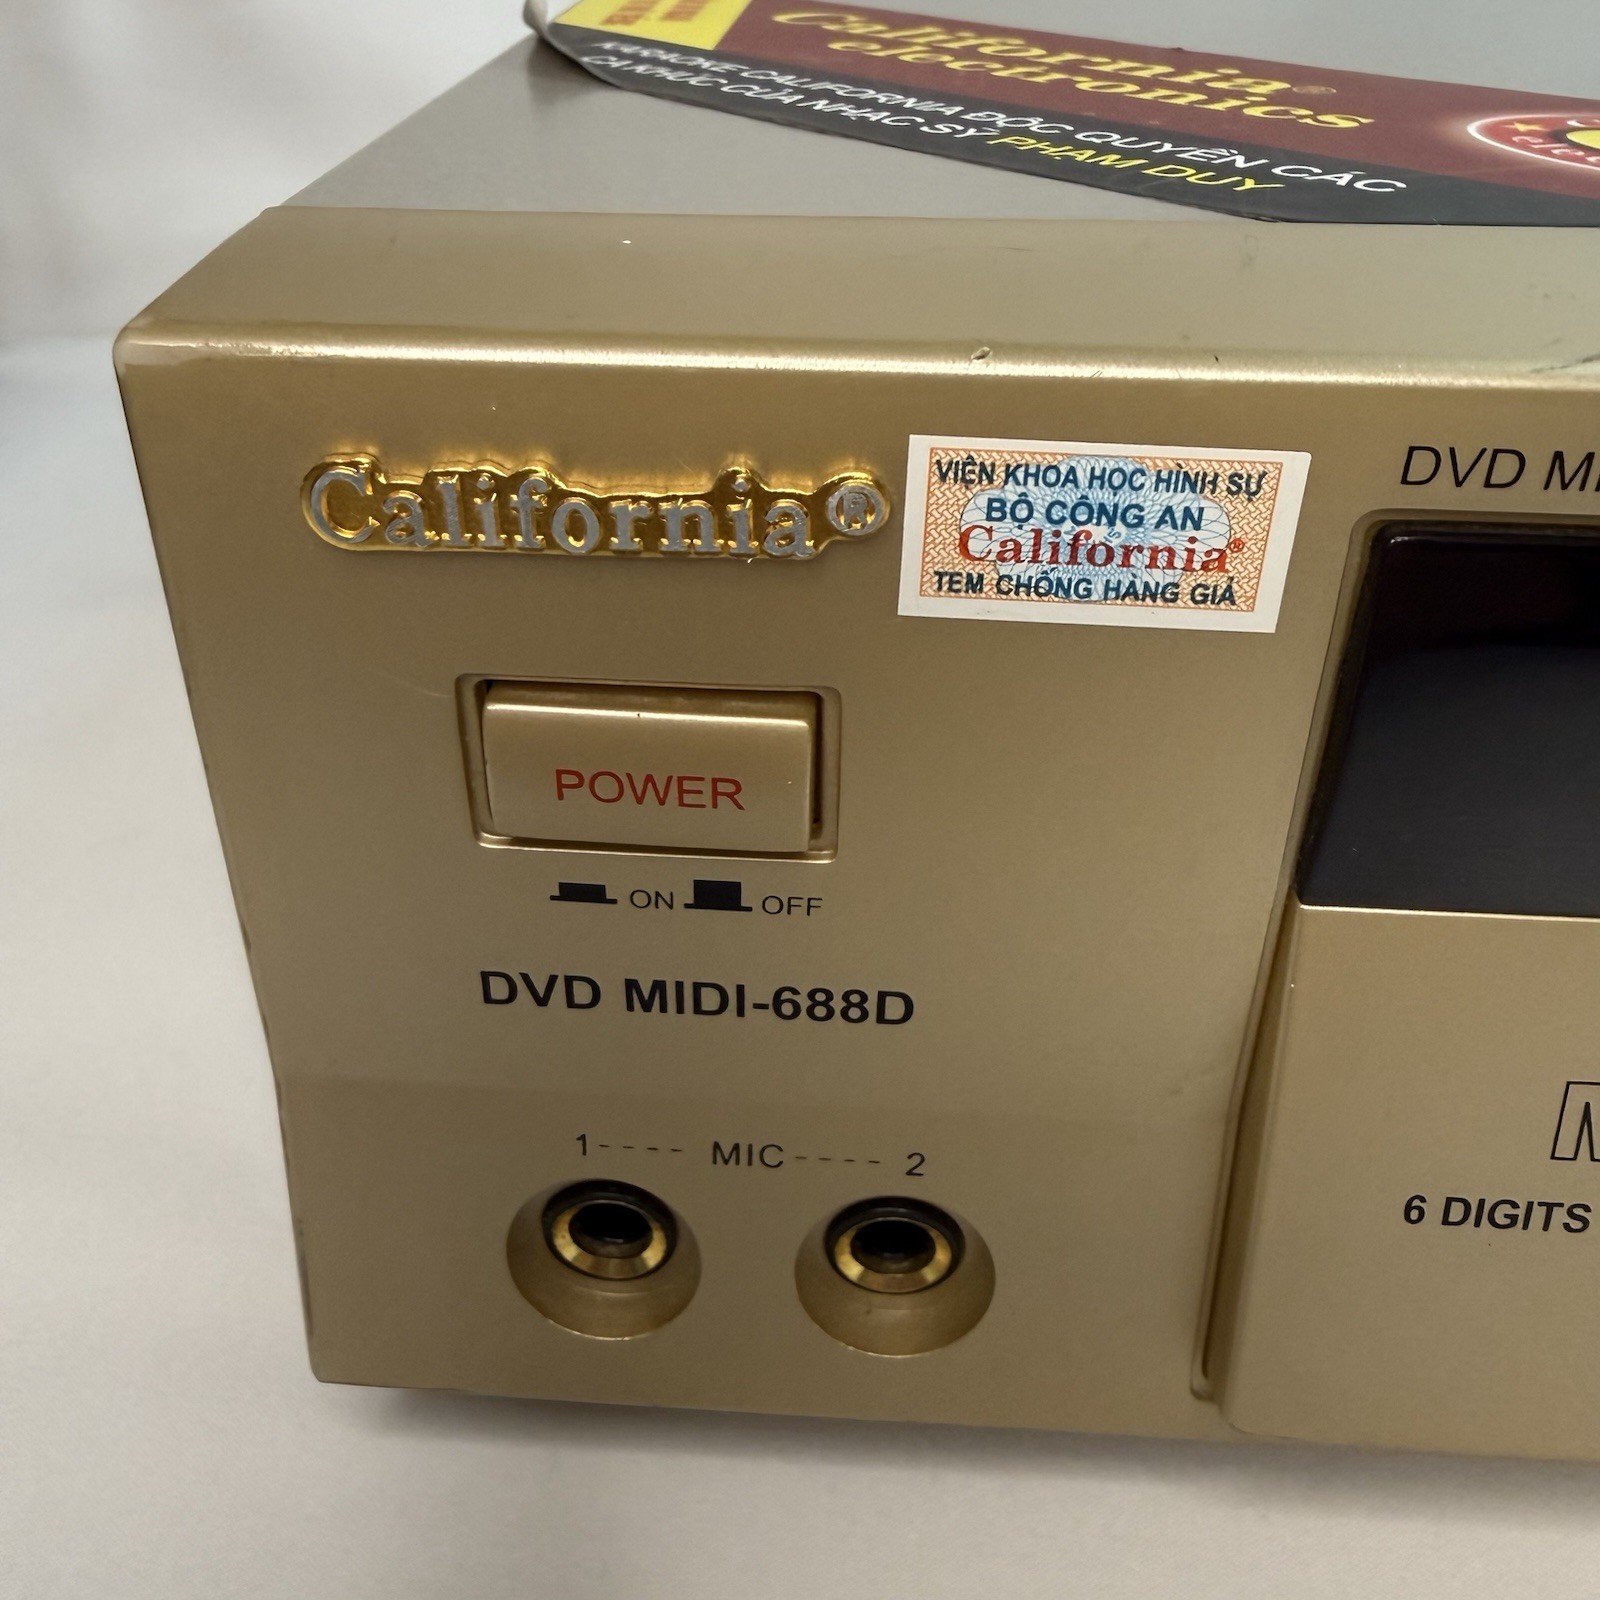 California®
electronics
KARAOKE CALIFORNIA ĐỘC QUYỀN CÁC
CA KHÚC CỦA NHẠC SỸ PHẠM DUY
California®
VIỆN KHOA HỌC HÌNH SỰ
BỘ CÔNG AN
California®
TEM CHỐNG HÀNG GIẢ
DVD
POWER
ON OFF
DVD MIDI-688D
1---- MIC---- 2
6 DIGITS